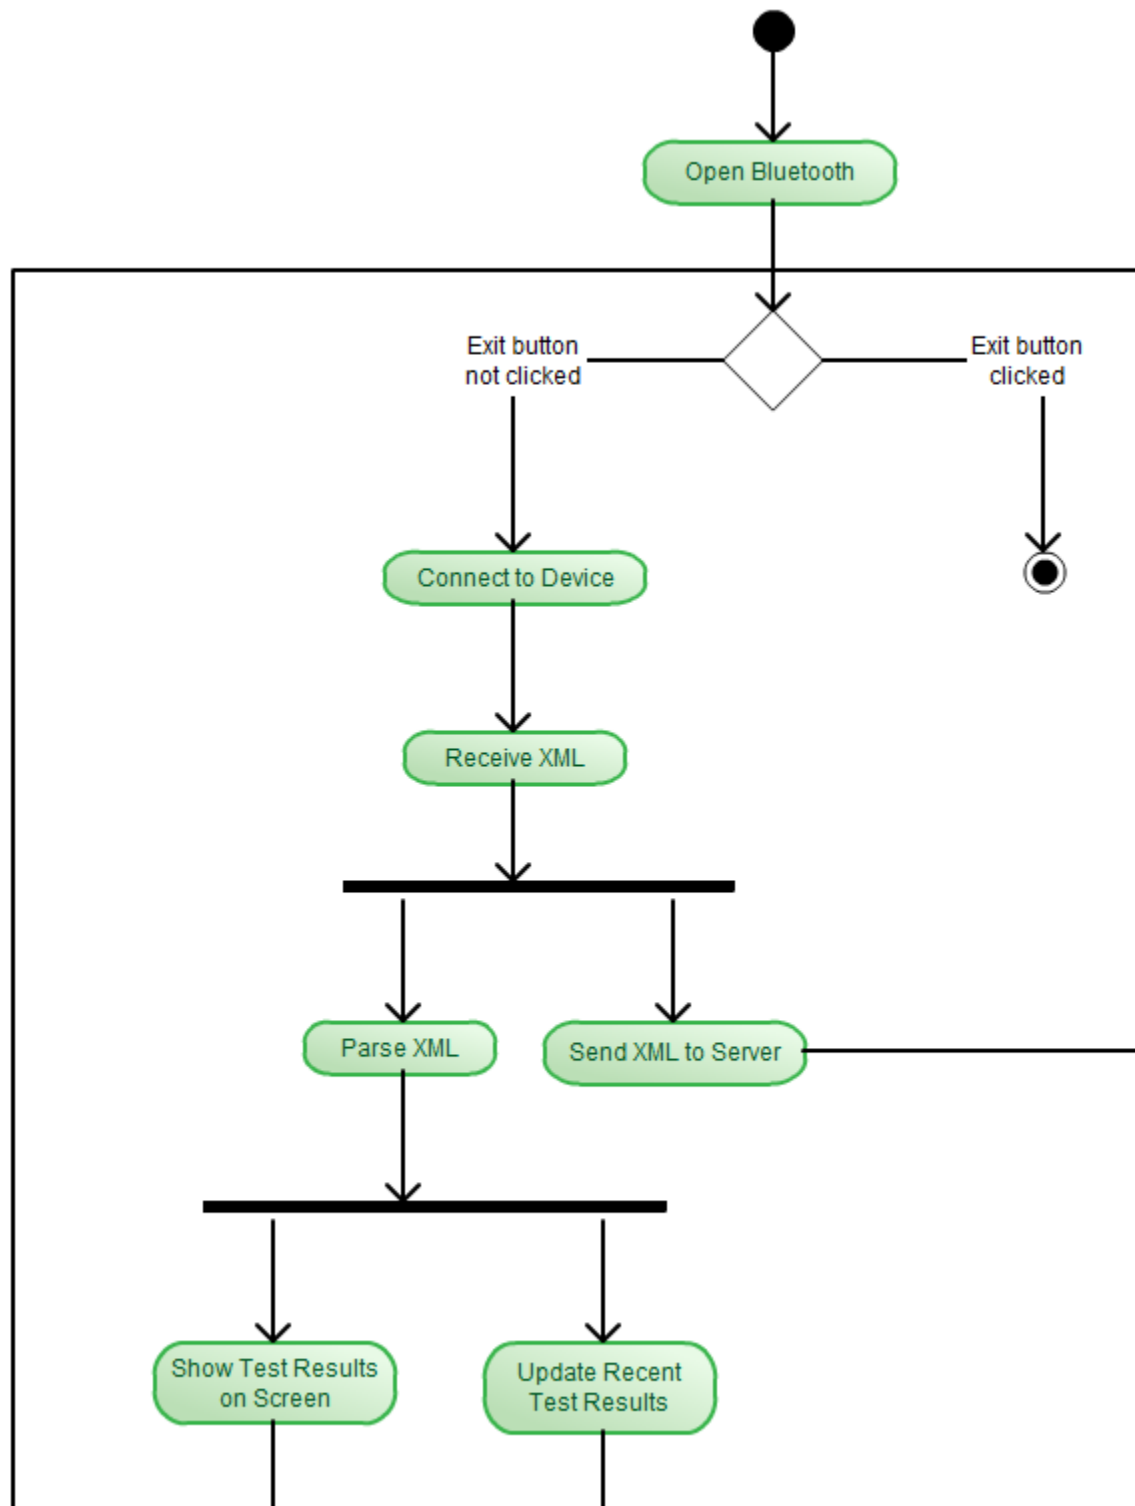 Open Bluetooth
Exit button
not clicked
Exit button
clicked
Connect to Device
Receive XML
Parse XML
Send XML to Server
Show Test Results
on Screen
Update Recent
Test Results